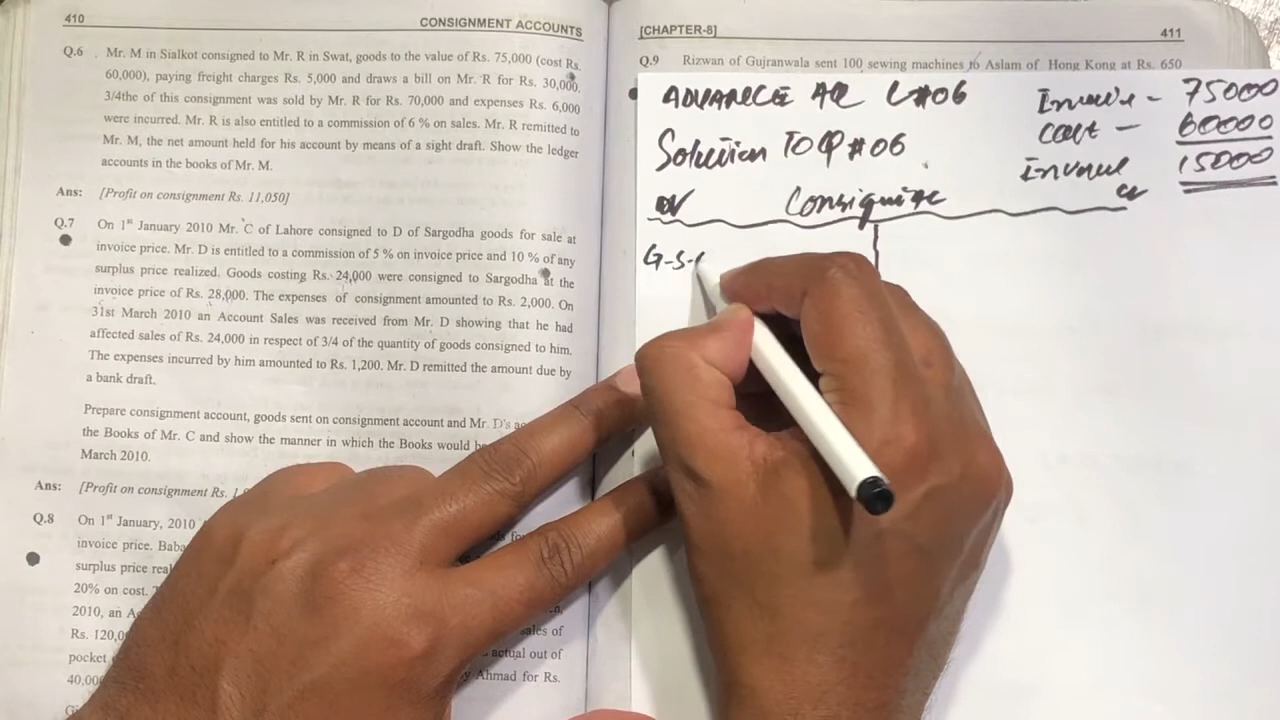 410
CONSIGNMENT ACCOUNTS
Q.6 Mr. M in Sialkot consigned to Mr. R in Swat, goods to the value of Rs. 75,000 (cost Rs.
60,000), paying freight charges Rs. 5,000 and draws a bill on Mr. R for Rs. 30,000.
3/4the of this consignment was sold by Mr. R for Rs. 70,000 and expenses Rs. 6,000
were incurred. Mr. R is also entitled to a commission of 6 % on sales. Mr. R remitted to
Mr. M, the net amount held for his account by means of a sight draft. Show the ledger
accounts in the books of Mr. M.
Ans: [Profit on consignment Rs. 11,050]
Q.7 On 1st January 2010 Mr. C of Lahore consigned to D of Sargodha goods for sale at
invoice price. Mr. D is entitled to a commission of 5 % on invoice price and 10 % of any
surplus price realized. Goods costing Rs. 24,000 were consigned to Sargodha at the
invoice price of Rs. 28,000. The expenses of consignment amounted to Rs. 2,000. On
31st March 2010 an Account Sales was received from Mr. D showing that he had
affected sales of Rs. 24,000 in respect of 3/4 of the quantity of goods consigned to him.
The expenses incurred by him amounted to Rs. 1,200. Mr. D remitted the amount due by
a bank draft.
Prepare consignment account, goods sent on consignment account and Mr. D's
the Books of Mr. C and show the manner in which the Books would
March 2010.
Ans: [Profit on consignment Rs.
Q.8 On 1st January, 2010
invoice price.
surplus price
20% on cost.
2010, an
Rs.
sales of
pocket
actual out of
Ahmad for Rs.
[CHAPTER-8]
411
Q.9 Rizwan of Gujranwala sent 100 sewing machines to Aslam of Hong Kong at Rs. 650
ADVANCE L#06
Solution TO Q#06
75000
Cost - 60000
15000
G-S-